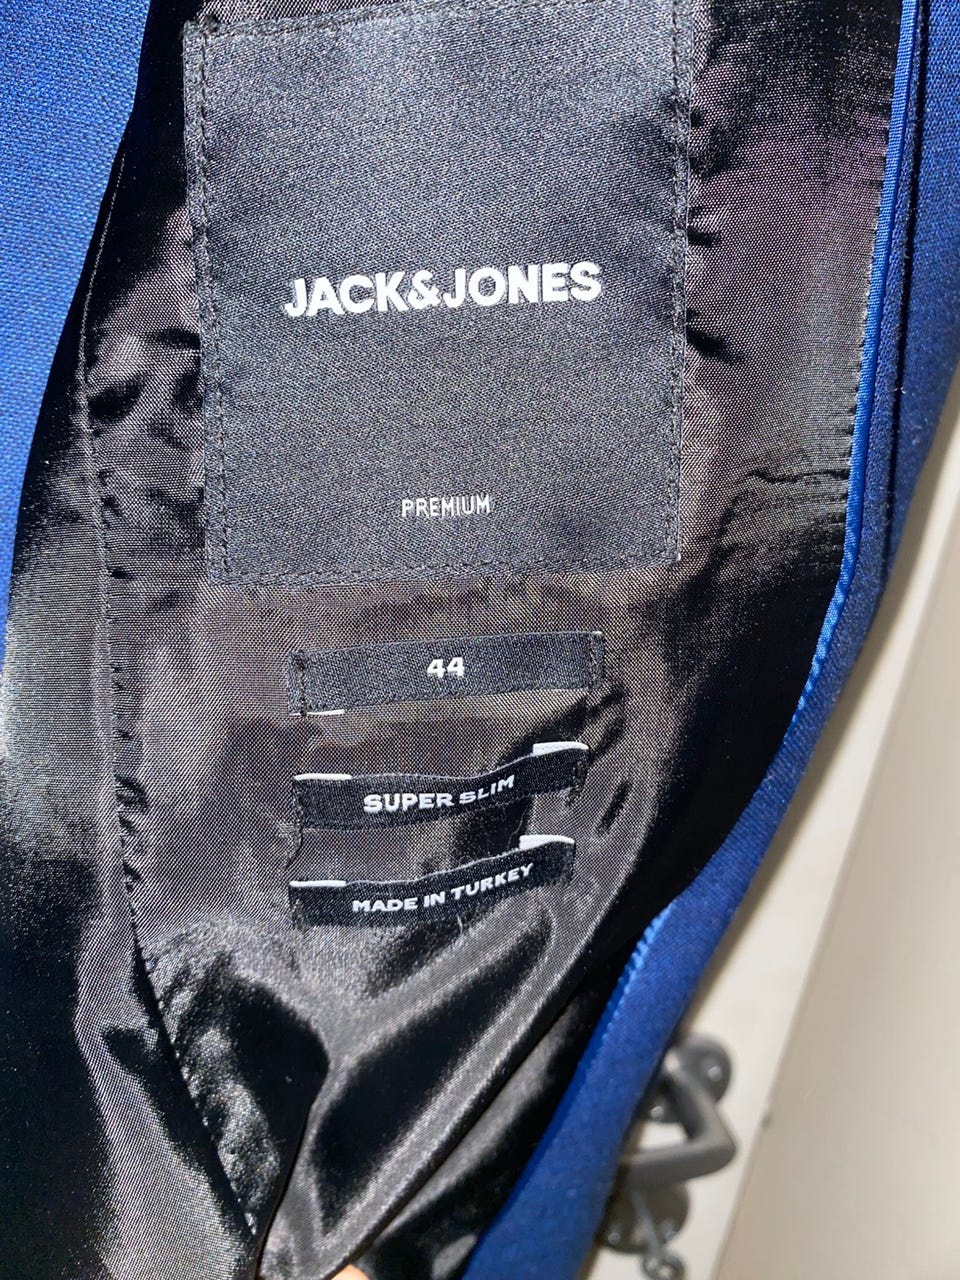 JACK&JONES
PREMIUM
44
SUPER SLIM
MADE IN TURKEY